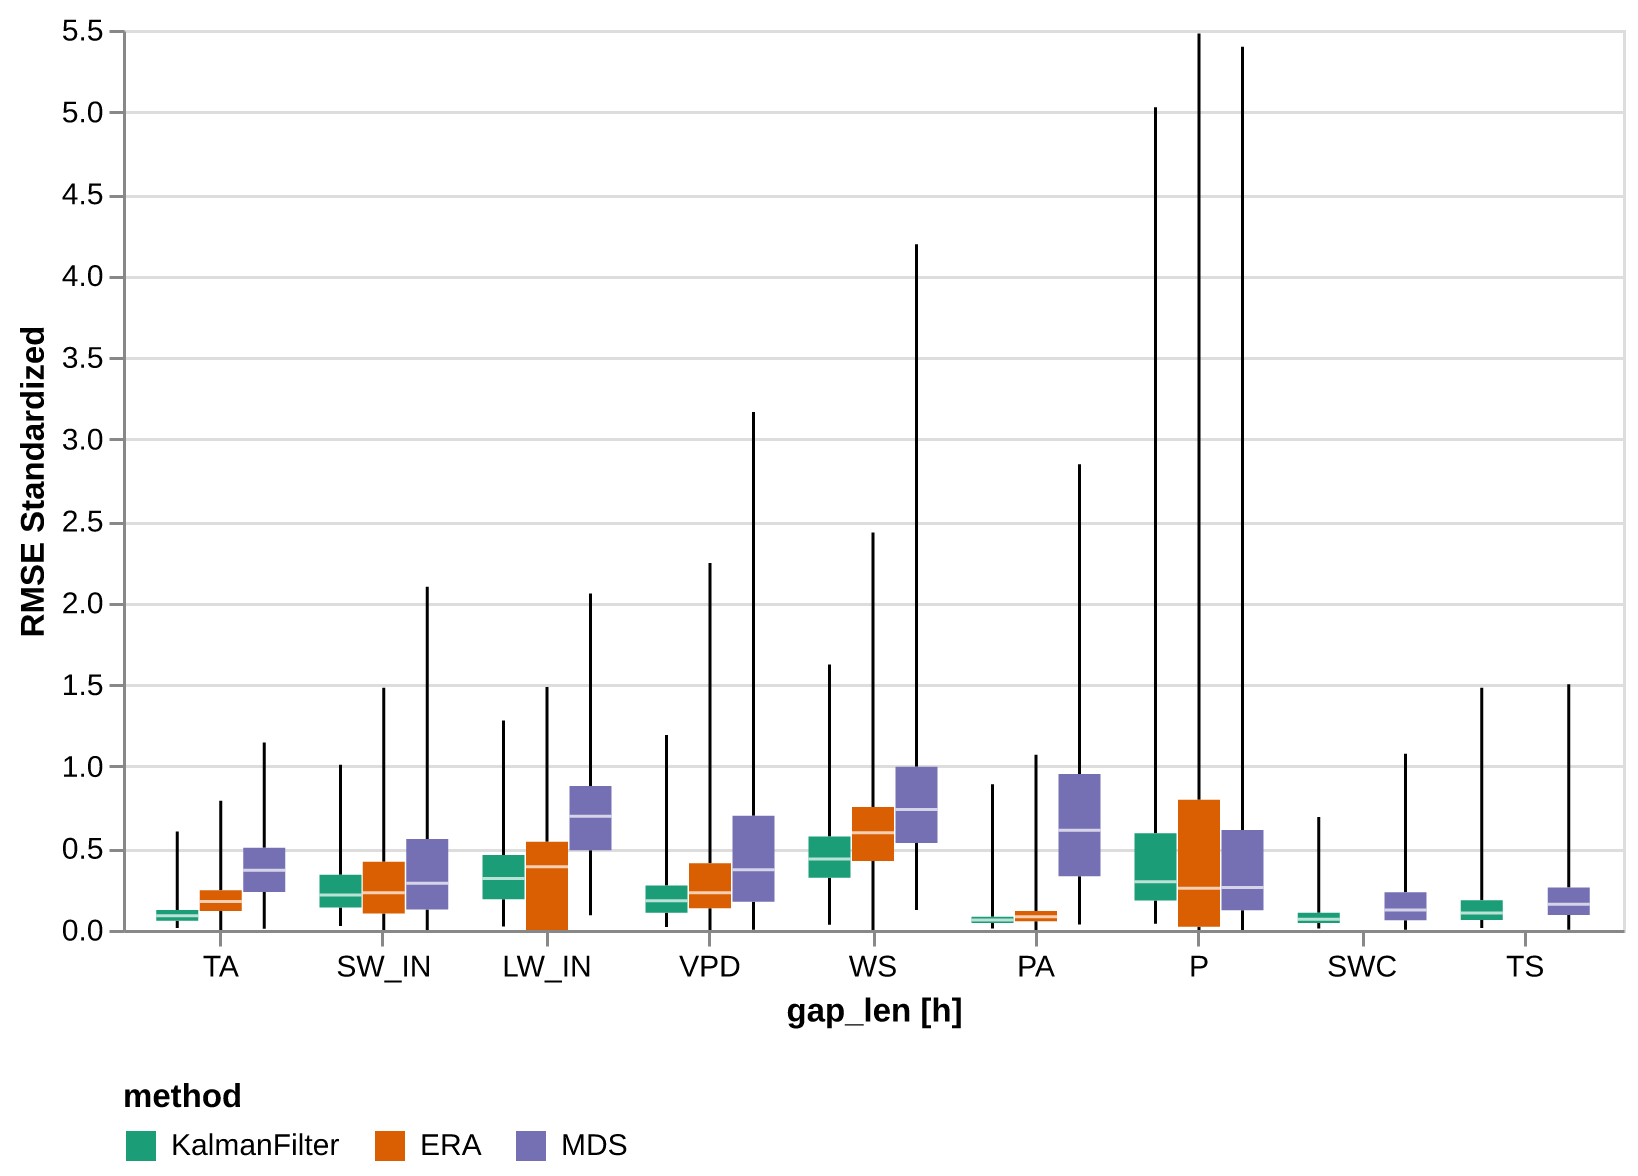 5.5
5.0
4.5
4.0
3.5
3.0
2.5
2.0
1.5
1.0
0.5
0.0
RMSE Standardized
TA SW_IN LW_IN VPD WS PA P SWC TS
gap_len [h]
method
KalmanFilter ERA MDS